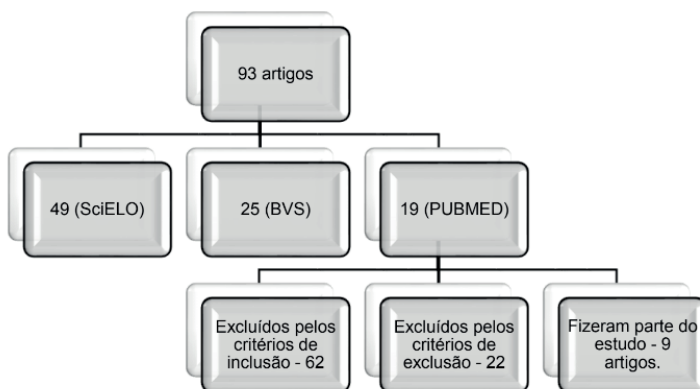 93 artigos
49 (SciELO)
25 (BVS)
19 (PUBMED)
Excluídos pelos
critérios de
inclusão - 62
Excluídos pelos
critérios de
exclusão - 22
Fizeram parte do
estudo - 9
artigos.